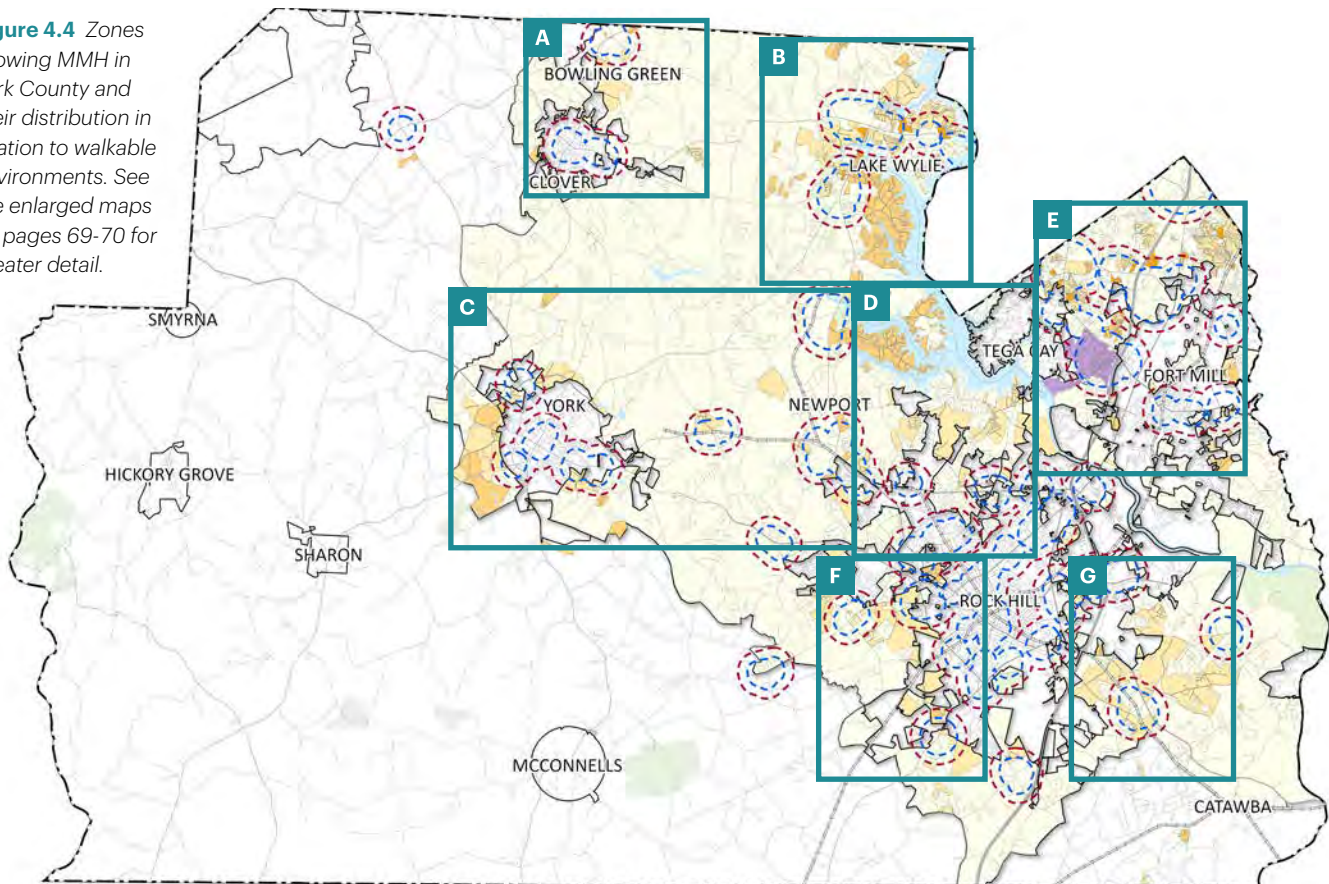 gure 4.4 Zones
owing MMH in
rk County and
eir distribution in
ation to walkable
vironments. See
e enlarged maps
pages 69-70 for
eater detail.
A
BOWLING GREEN
CLOVER
B
LAKE WYLIE
E
TEGA CAY
FORT MILL
SMYRNA
C
YORK
D
NEWPORT
HICKORY GROVE
SHARON
F
ROCK HILL
G
MCCONNELLS
CATAWBA